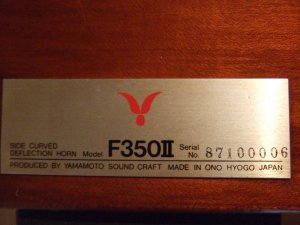 SIDE CURVED
DEFLECTION HORN Model F350II Serial No. 87100006
PRODUCED BY YAMAMOTO SOUND CRAFT MADE IN ONO HYOGO JAPAN